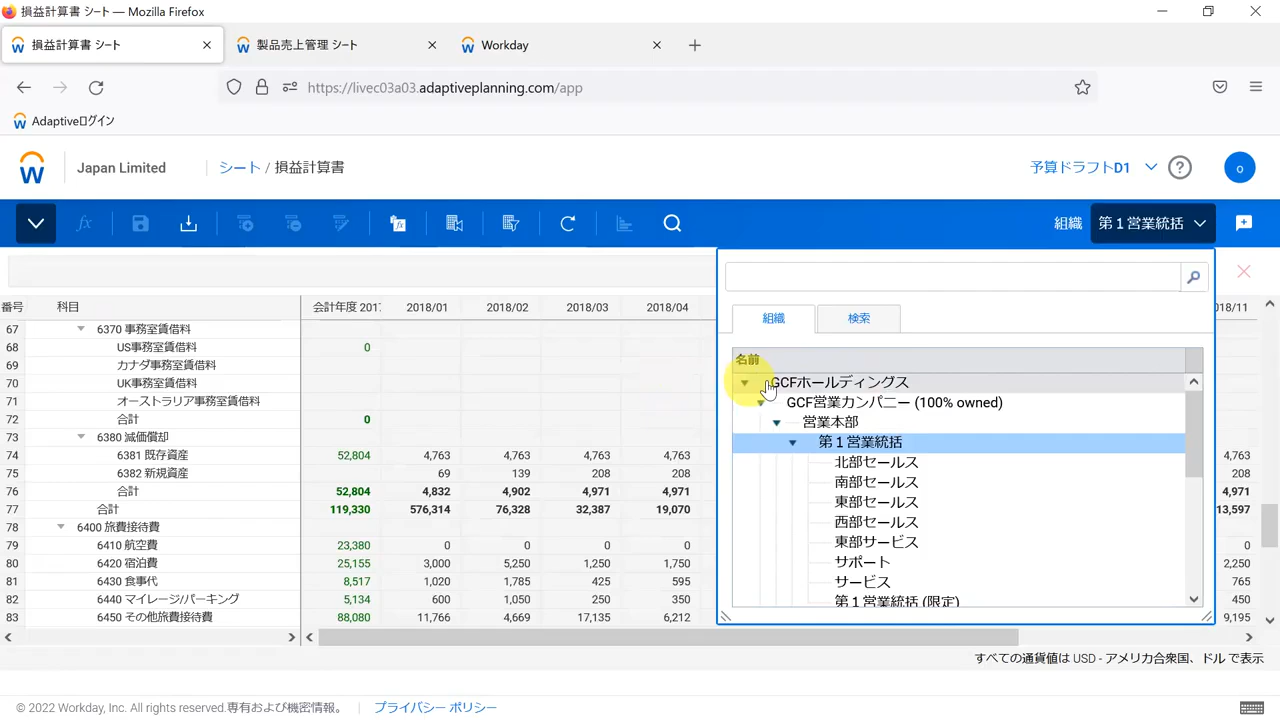 損益計算書 シート — Mozilla Firefox
損益計算書 シート
製品売上管理 シート
Workday
https://livec03a03.adaptiveplanning.com/app
Adaptiveログイン
Japan Limited
シート / 損益計算書
予算ドラフトD1
組織 第１営業統括
番号 科目 会計年度 201 2018/01 2018/02 2018/03 2018/04 18/11
67 6370 事務室賃借料
68 US事務室賃借料 0
69 カナダ事務室賃借料
70 UK事務室賃借料
71 オーストラリア事務室賃借料
72 合計 0
73 6380 減価償却
74 6381 既存資産 52,804 4,763 4,763 4,763 4,763 4,763
75 6382 新規資産 69 139 208 208 208
76 合計 52,804 4,832 4,902 4,971 4,971 4,971
77 合計 119,330 576,314 76,328 32,387 19,070 13,597
78 6400 旅費接待費
79 6410 航空費 23,380 0 0 0 0 0
80 6420 宿泊費 25,155 3,000 5,250 1,250 1,750 2,250
81 6430 食事代 8,517 1,020 1,785 425 595 765
82 6440 マイレージ/パーキング 5,134 600 1,050 250 350 450
83 6450 その他旅費接待費 88,080 11,766 4,669 17,135 6,212 9,195
組織 検索
名前
GCFホールディングス
GCF営業カンパニー (100% owned)
営業本部
第１営業統括
北部セールス
南部セールス
東部セールス
西部セールス
東部サービス
サポート
サービス
第１営業統括 (限定)
すべての通貨値は USD - アメリカ合衆国、ドル で表示
© 2022 Workday, Inc. All rights reserved.専有および機密情報。
プライバシー ポリシー